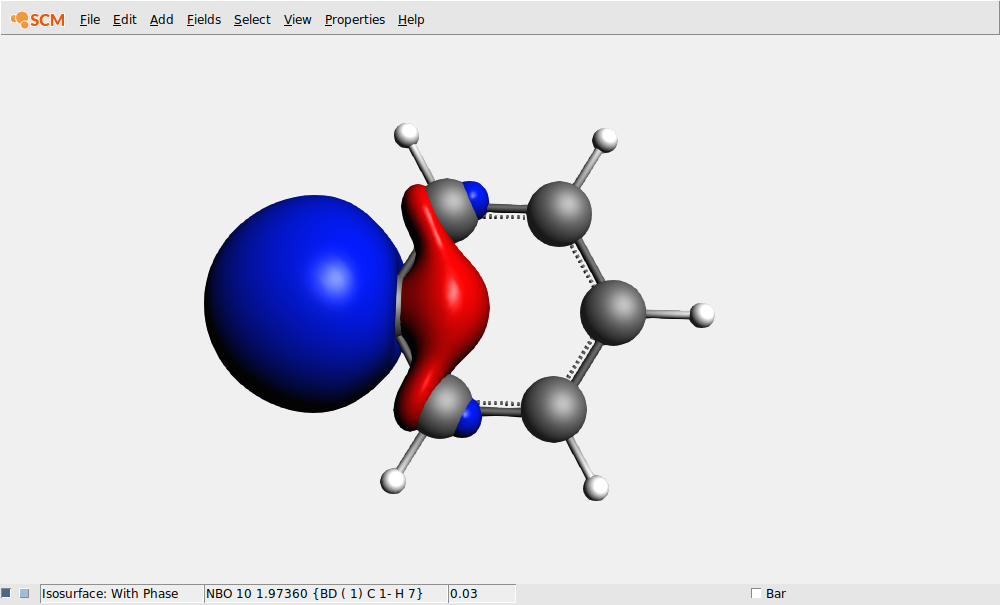 SCM File Edit Add Fields Select View Properties Help
Isosurface: With Phase NBO 10 1.97360 {BD ( 1) C 1- H 7} 0.03 Bar